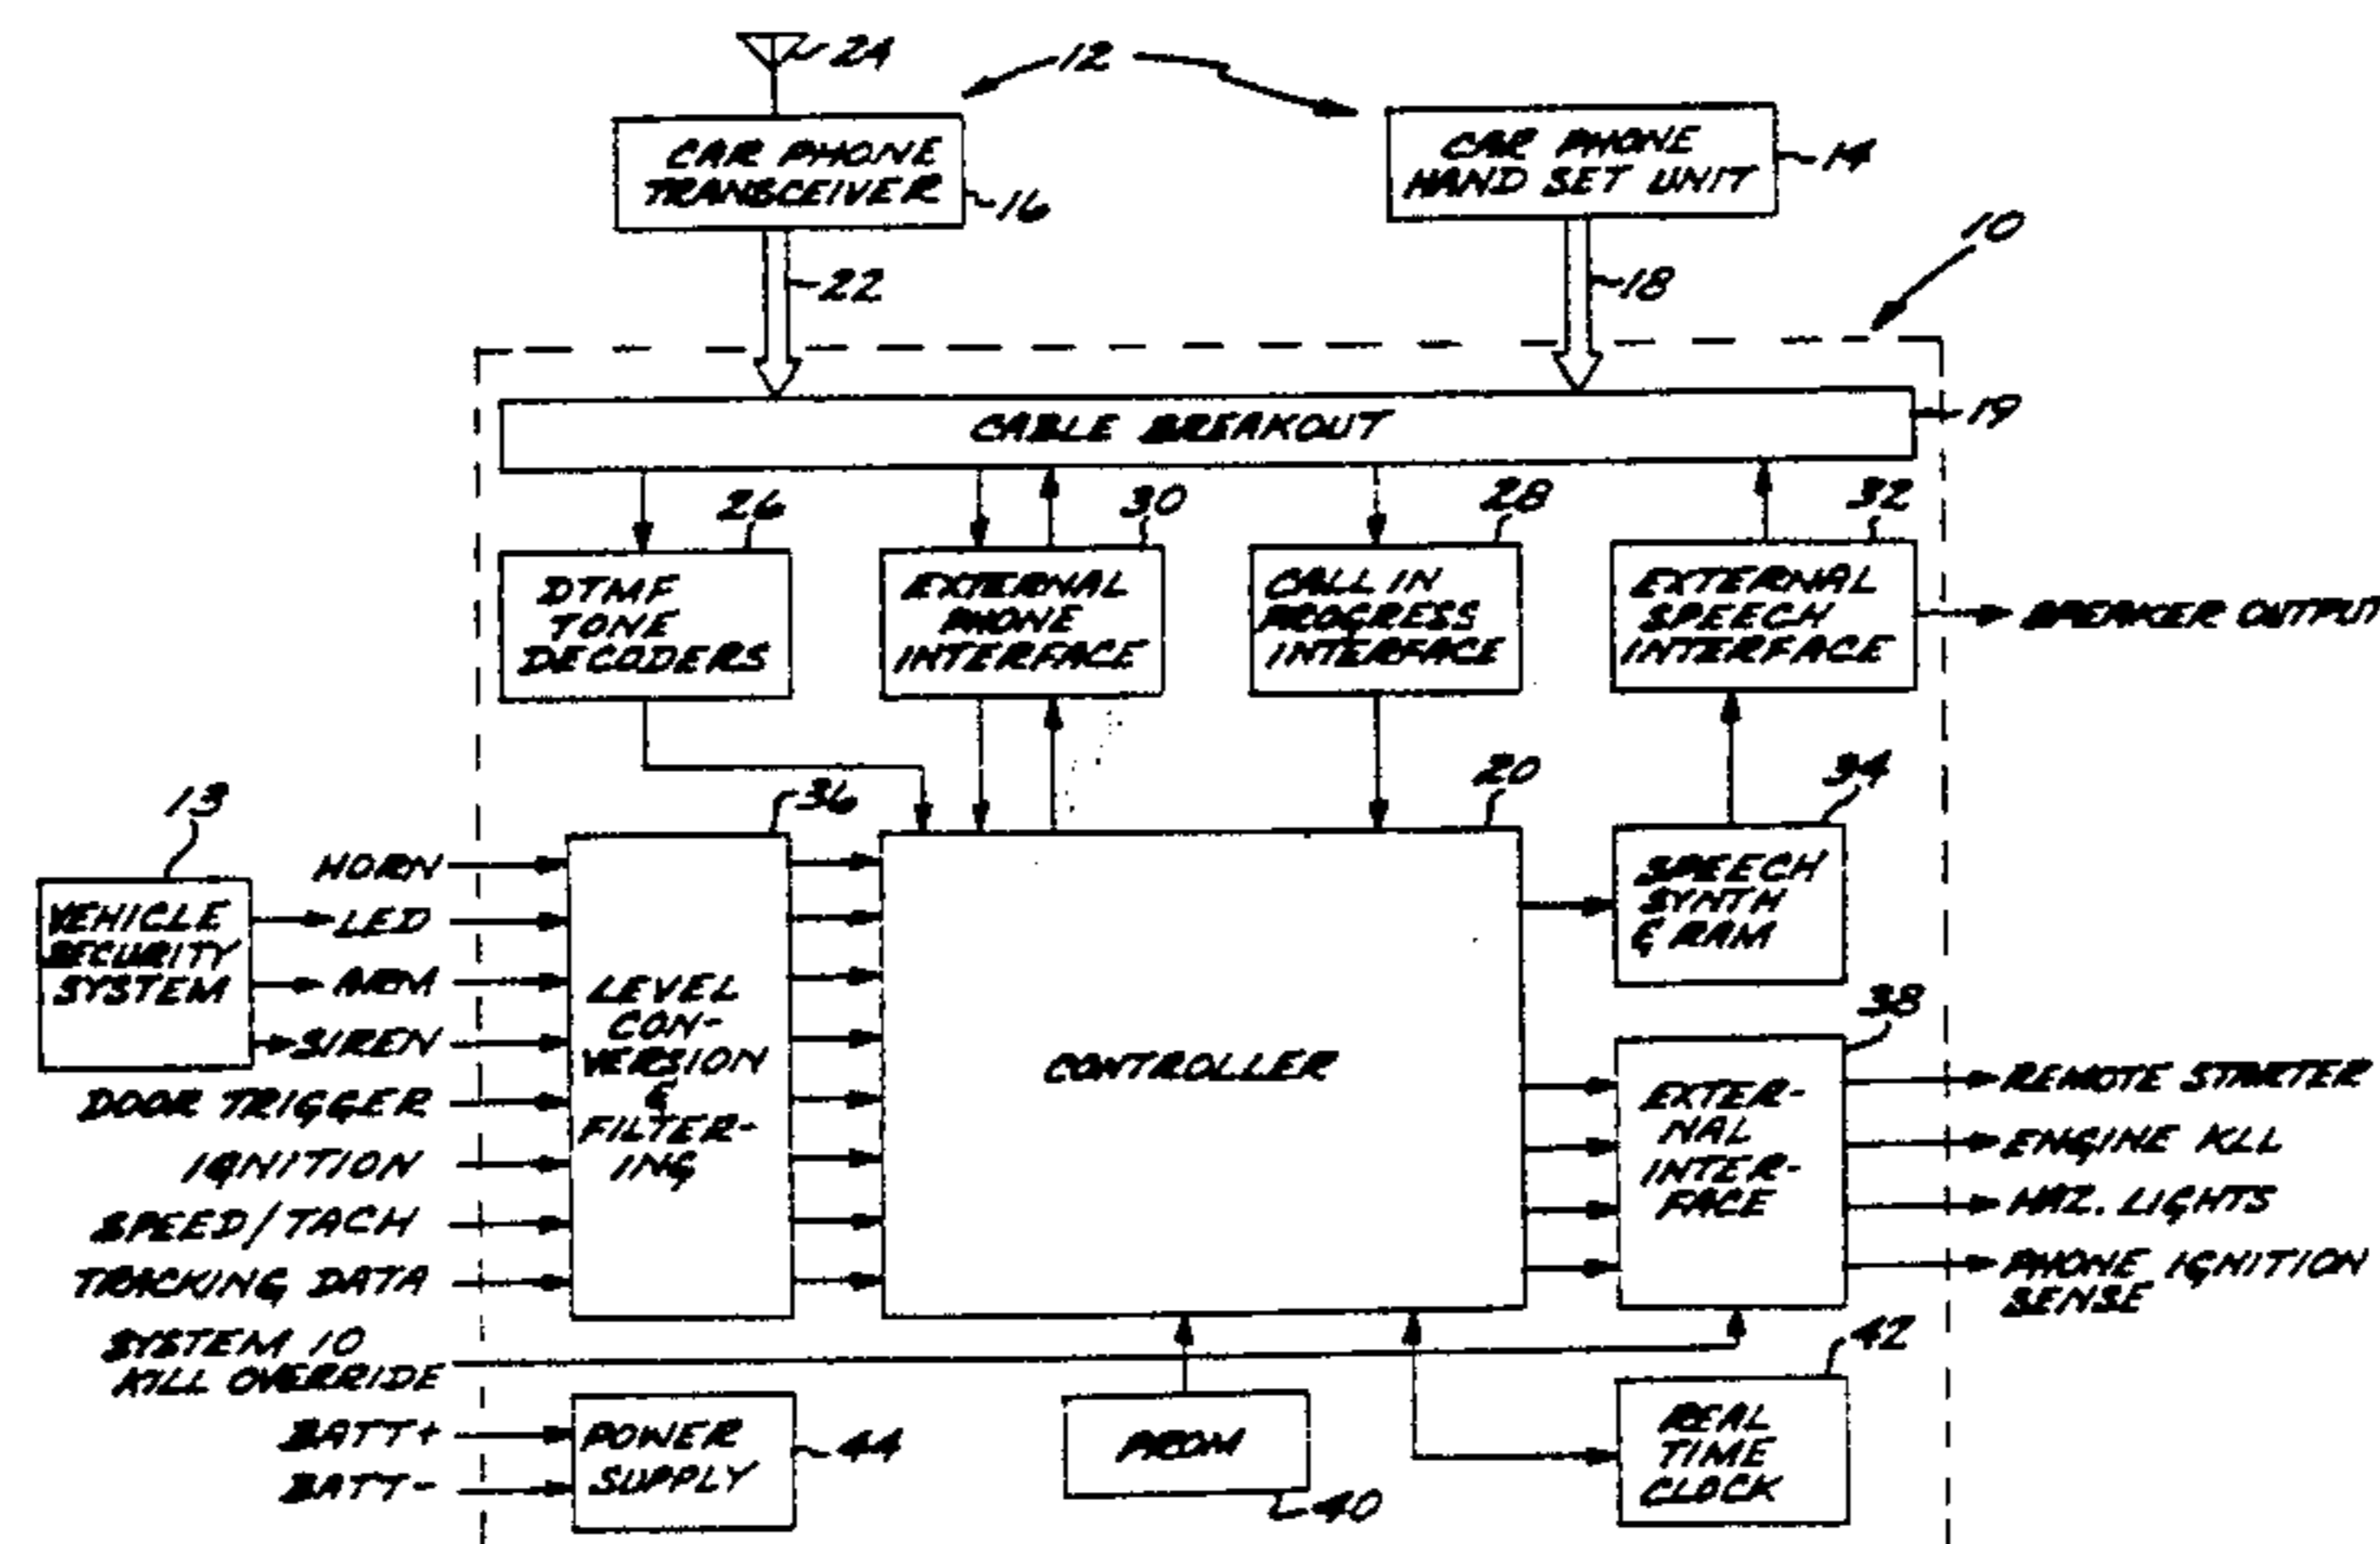 24
12
CAR PHONE
TRANSCEIVER
16
CAR PHONE
HAND SET UNIT
14
10
22
18
CABLE BREAKOUT
19
26
30
28
32
DTMF
TONE
DECODERS
EXTERNAL
PHONE
INTERFACE
CALL IN
PROGRESS
INTERFACE
EXTERNAL
SPEECH
INTERFACE
SPEAKER OUTPUT
13
36
20
34
HORN
LED
ARM
SIREN
VEHICLE
SECURITY
SYSTEM
DOOR TRIGGER
IGNITION
SPEED/TACH
TRACKING DATA
SYSTEM 10
KILL OVERRIDE
BATT+
BATT-
LEVEL
CON-
VERSION
&
FILTER-
ING
CONTROLLER
SPEECH
SYNTH
& RAM
38
EXTER-
NAL
INTER-
FACE
REMOTE STARTER
ENGINE KLL
HAZ. LIGHTS
PHONE IGNITION
SENSE
POWER
SUPPLY
44
PROM
40
42
REAL
TIME
CLOCK